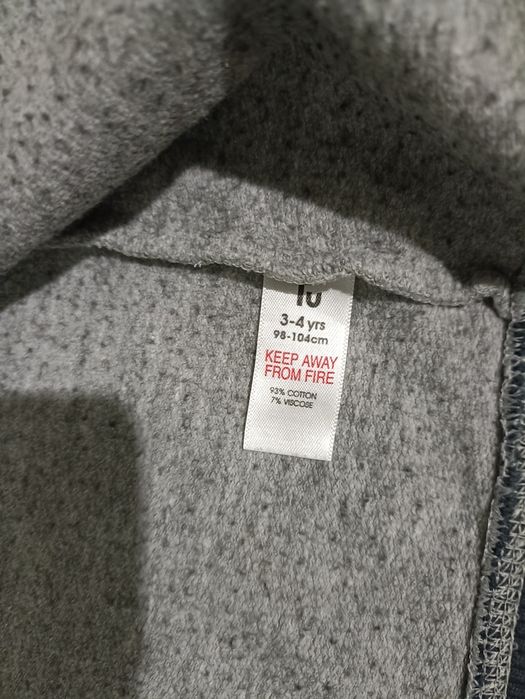 3-4 yrs
98-104cm
KEEP AWAY
FROM FIRE
93% COTTON
7% VISCOSE